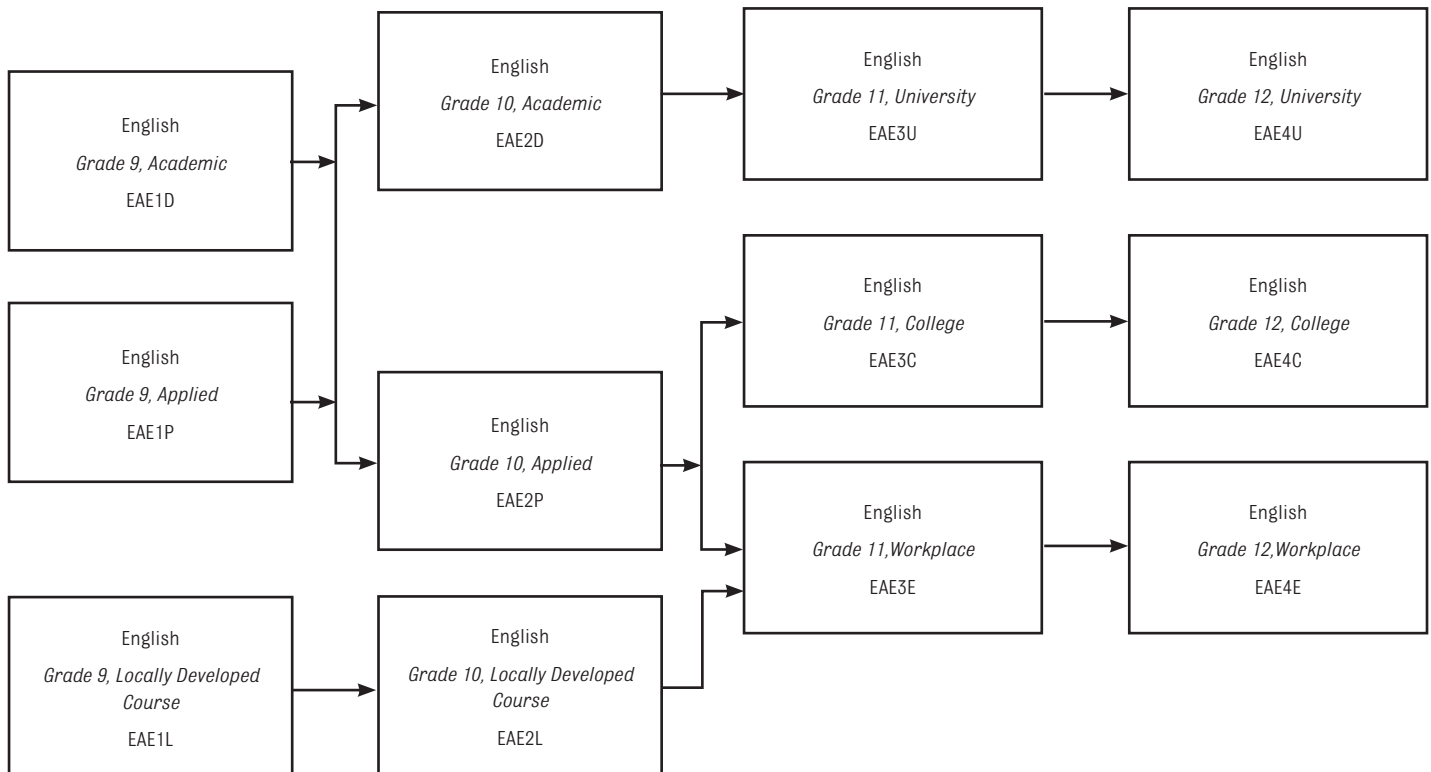 English
Grade 9, Academic
EAE1D
English
Grade 9, Applied
EAE1P
English
Grade 9, Locally Developed
Course
EAE1L
English
Grade 10, Academic
EAE2D
English
Grade 10, Applied
EAE2P
English
Grade 10, Locally Developed
Course
EAE2L
English
Grade 11, University
EAE3U
English
Grade 11, College
EAE3C
English
Grade 11,Workplace
EAE3E
English
Grade 12, University
EAE4U
English
Grade 12, College
EAE4C
English
Grade 12,Workplace
EAE4E